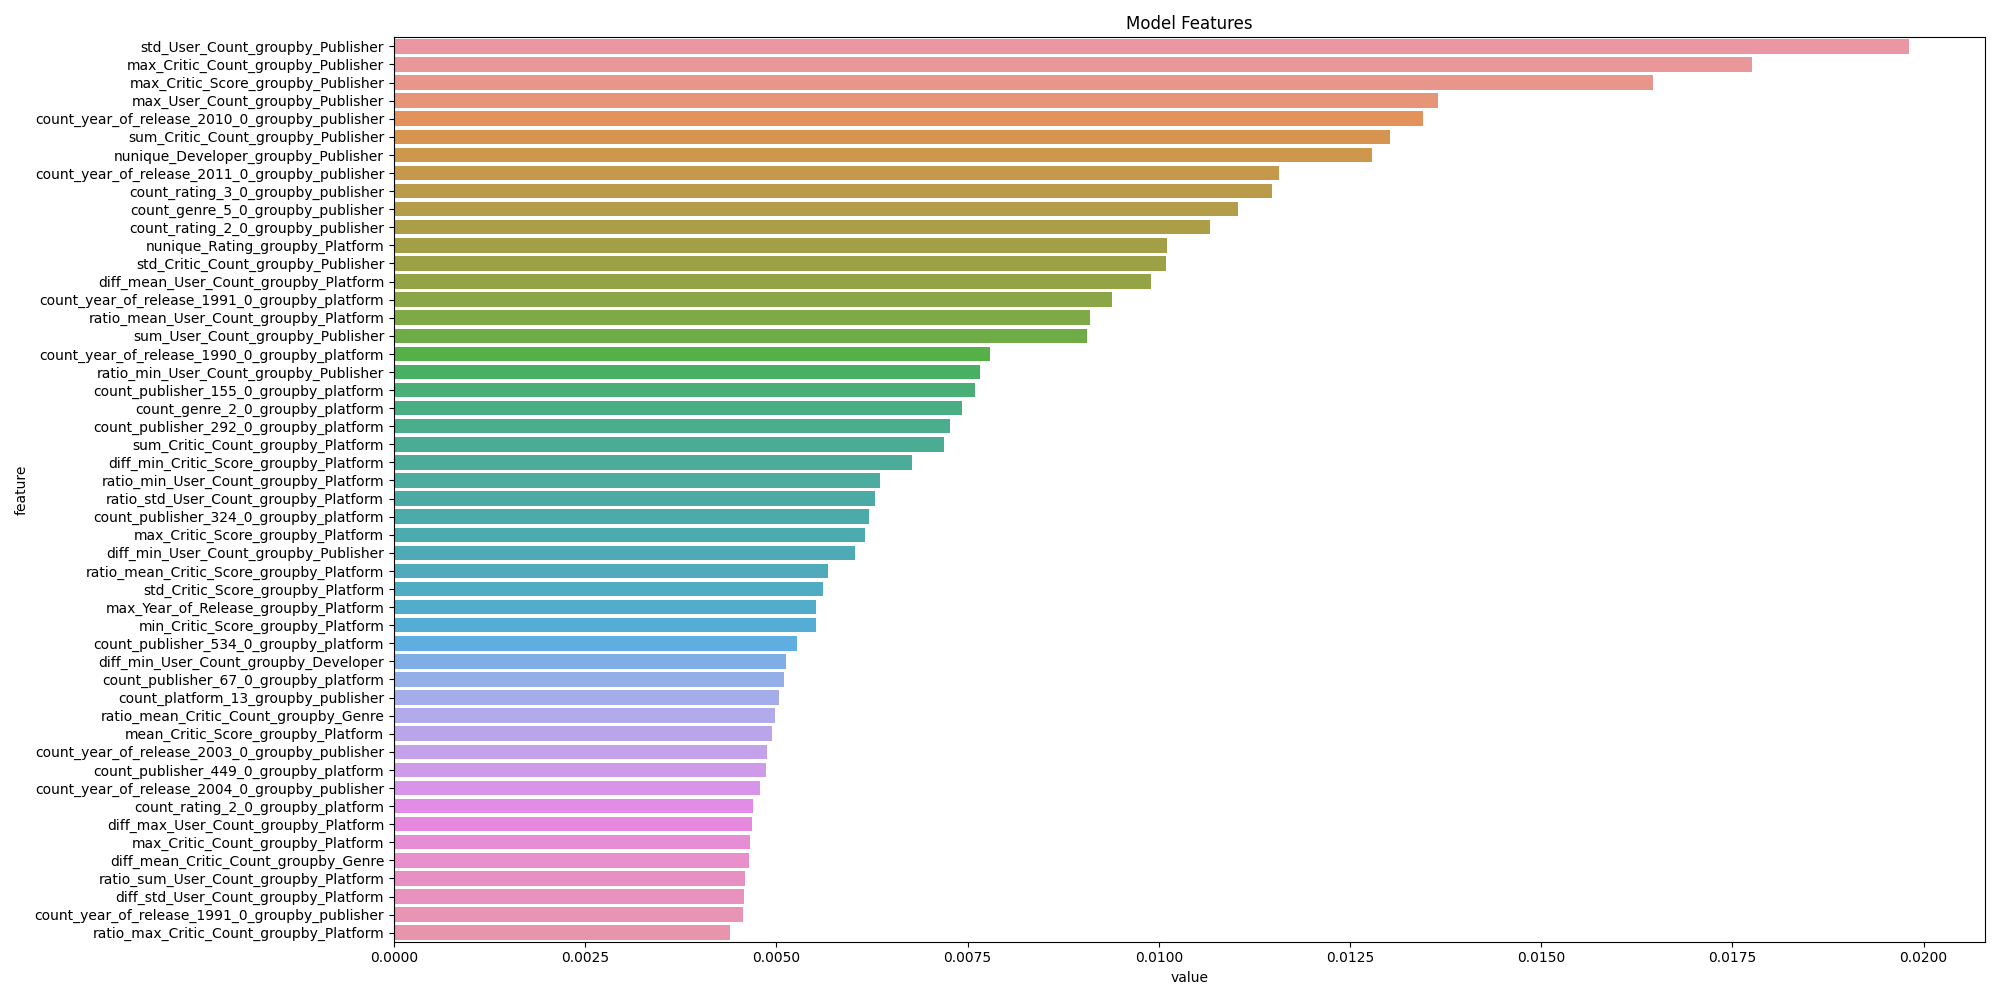 Model Features
std_User_Count_groupby_Publisher
max_Critic_Count_groupby_Publisher
max_Critic_Score_groupby_Publisher
max_User_Count_groupby_Publisher
count_year_of_release_2010_0_groupby_publisher
sum_Critic_Count_groupby_Publisher
nunique_Developer_groupby_Publisher
count_year_of_release_2011_0_groupby_publisher
count_rating_3_0_groupby_publisher
count_genre_5_0_groupby_publisher
count_rating_2_0_groupby_publisher
nunique_Rating_groupby_Platform
std_Critic_Count_groupby_Publisher
diff_mean_User_Count_groupby_Platform
count_year_of_release_1991_0_groupby_platform
ratio_mean_User_Count_groupby_Platform
sum_User_Count_groupby_Publisher
count_year_of_release_1990_0_groupby_platform
ratio_min_User_Count_groupby_Publisher
count_publisher_155_0_groupby_platform
count_genre_2_0_groupby_platform
count_publisher_292_0_groupby_platform
sum_Critic_Count_groupby_Platform
diff_min_Critic_Score_groupby_Platform
ratio_min_User_Count_groupby_Platform
ratio_std_User_Count_groupby_Platform
count_publisher_324_0_groupby_platform
max_Critic_Score_groupby_Platform
diff_min_User_Count_groupby_Publisher
ratio_mean_Critic_Score_groupby_Platform
std_Critic_Score_groupby_Platform
max_Year_of_Release_groupby_Platform
min_Critic_Score_groupby_Platform
count_publisher_534_0_groupby_platform
diff_min_User_Count_groupby_Developer
count_publisher_67_0_groupby_platform
count_platform_13_groupby_publisher
ratio_mean_Critic_Count_groupby_Genre
mean_Critic_Score_groupby_Platform
count_year_of_release_2003_0_groupby_publisher
count_publisher_449_0_groupby_platform
count_year_of_release_2004_0_groupby_publisher
count_rating_2_0_groupby_platform
diff_max_User_Count_groupby_Platform
max_Critic_Count_groupby_Platform
diff_mean_Critic_Count_groupby_Genre
ratio_sum_User_Count_groupby_Platform
diff_std_User_Count_groupby_Platform
count_year_of_release_1991_0_groupby_publisher
ratio_max_Critic_Count_groupby_Platform
feature
0.0000 0.0025 0.0050 0.0075 0.0100 0.0125 0.0150 0.0175 0.0200
value